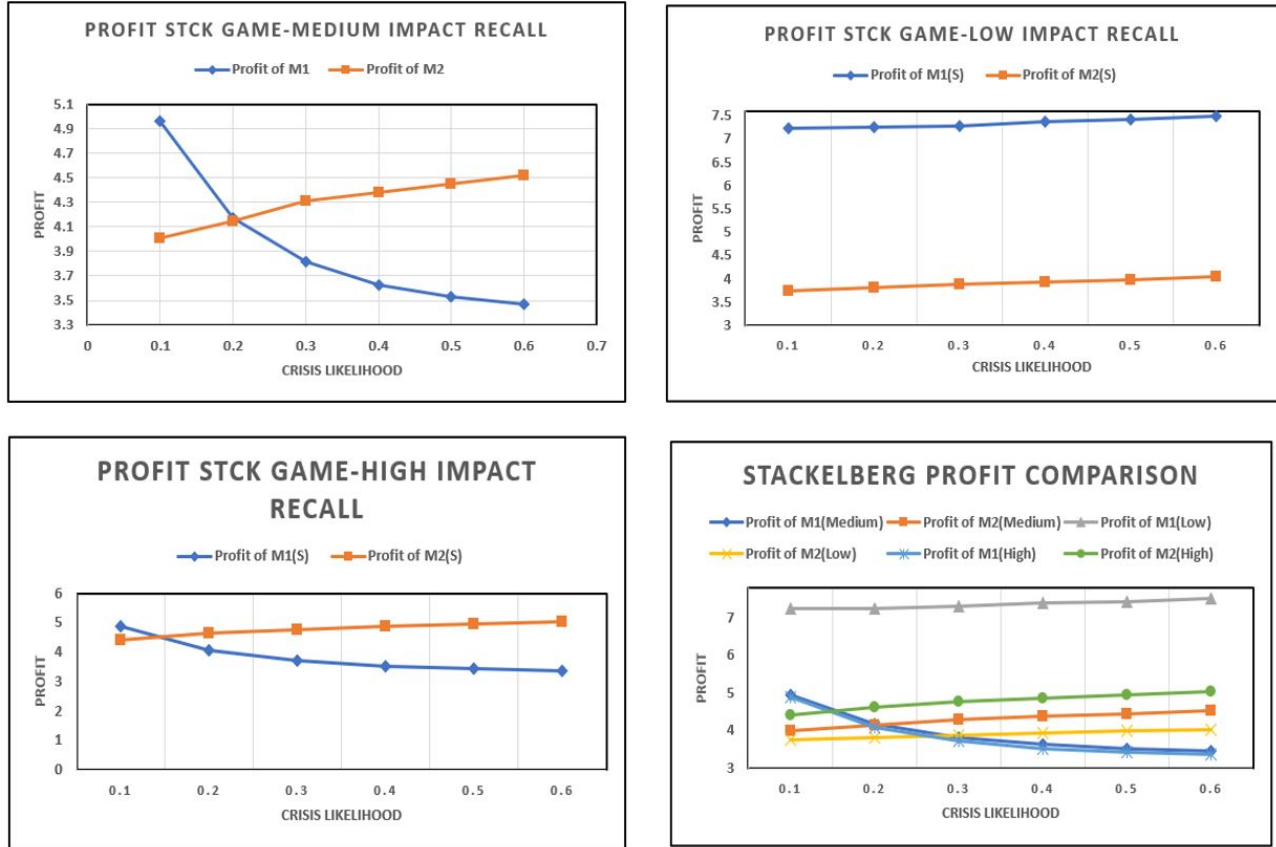 PROFIT STCK GAME-MEDIUM IMPACT RECALL
Profit of M1 Profit of M2
5.1
4.9
4.7
4.5
4.3
4.1
3.9
3.7
3.5
3.3
PROFIT
0 0.1 0.2 0.3 0.4 0.5 0.6 0.7
CRISIS LIKELIHOOD
PROFIT STCK GAME-LOW IMPACT RECALL
Profit of M1(S) Profit of M2(S)
7.5
7
6.5
6
5.5
5
4.5
4
3.5
3
PROFIT
0.1 0.2 0.3 0.4 0.5 0.6
CRISIS LIKELIHOOD
PROFIT STCK GAME-HIGH IMPACT
RECALL
Profit of M1(S) Profit of M2(S)
6
5
4
3
2
1
0
PROFIT
0.1 0.2 0.3 0.4 0.5 0.6
CRISIS LIKELIHOOD
STACKELBERG PROFIT COMPARISON
Profit of M1(Medium) Profit of M2(Medium) Profit of M1(Low)
Profit of M2(Low) Profit of M1(High) Profit of M2(High)
7
6
5
4
3
PROFIT
0.1 0.2 0.3 0.4 0.5 0.6
CRISIS LIKELIHOOD